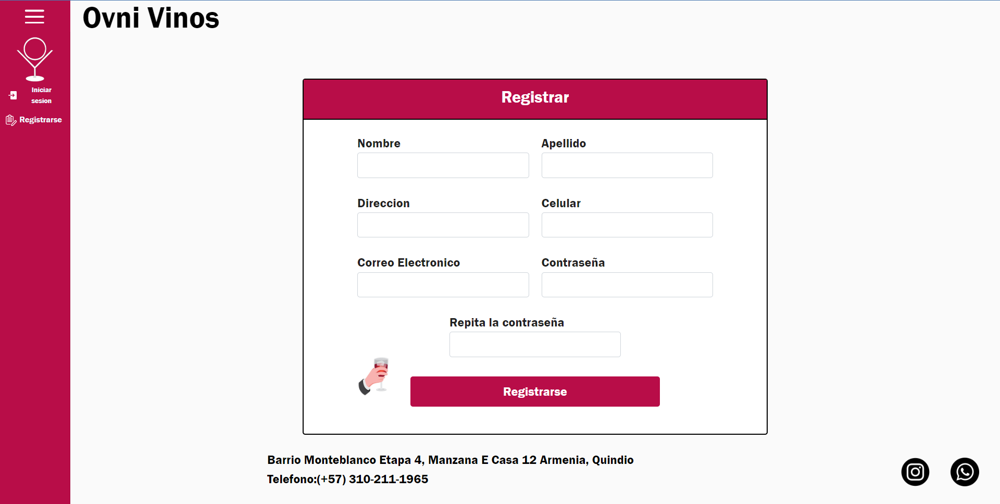 Ovni Vinos
Iniciar
sesion
Registrarse
Registrar
Nombre
Apellido
Direccion
Celular
Correo Electronico
Contraseña
Repita la contraseña
Registrarse
Barrio Monteblanco Etapa 4, Manzana E Casa 12 Armenia, Quindio
Telefono:(+57) 310-211-1965